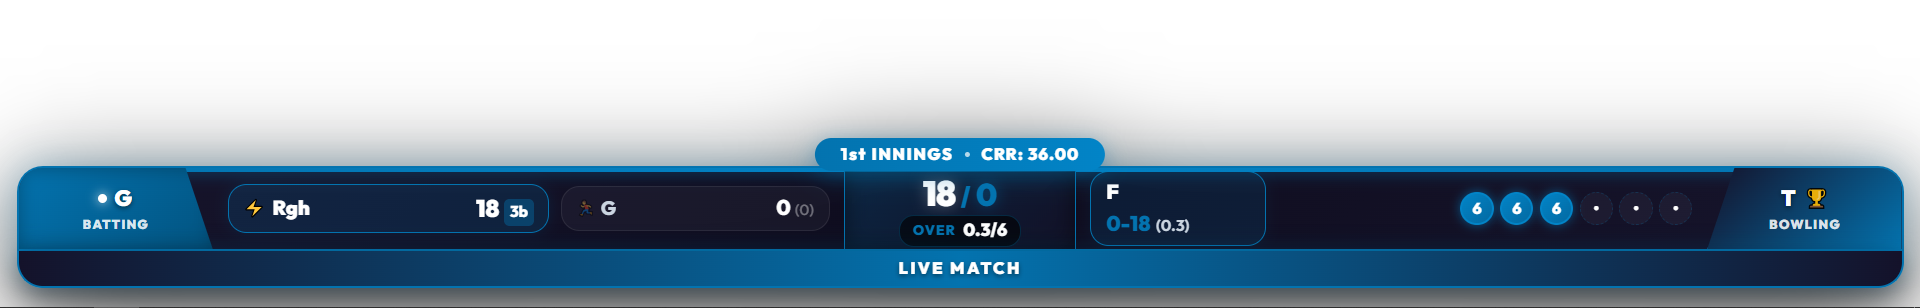 1st INNINGS • CRR: 36.00
• G
BATTING
⚡ Rgh 18 3b
🏃 G 0 (0)
18 / 0
OVER 0.3/6
F
0-18 (0.3)
6 6 6 • • •
T 🏆
BOWLING
LIVE MATCH